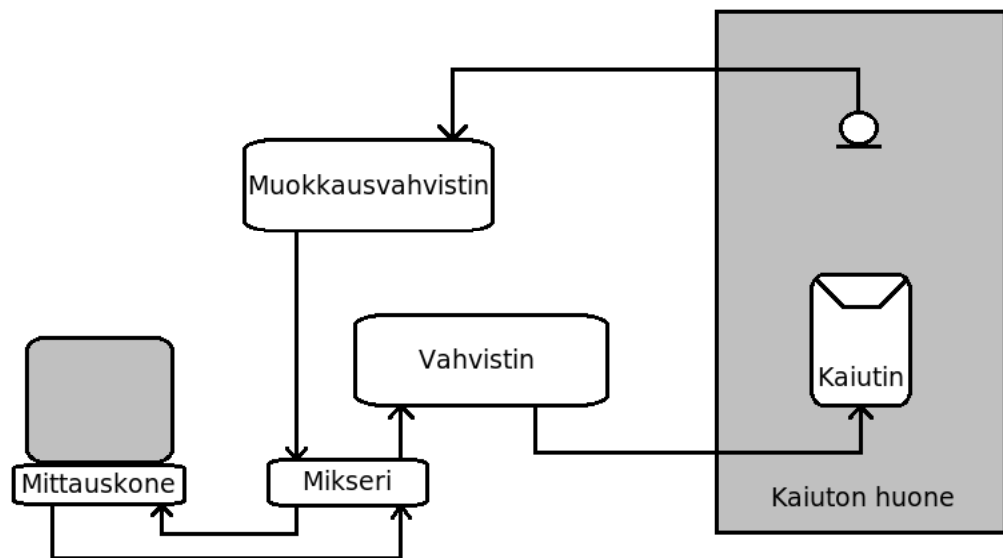 Muokkausvahvistin
Vahvistin
Kaiutin
Mittauskone
Mikseri
Kaiuton huone